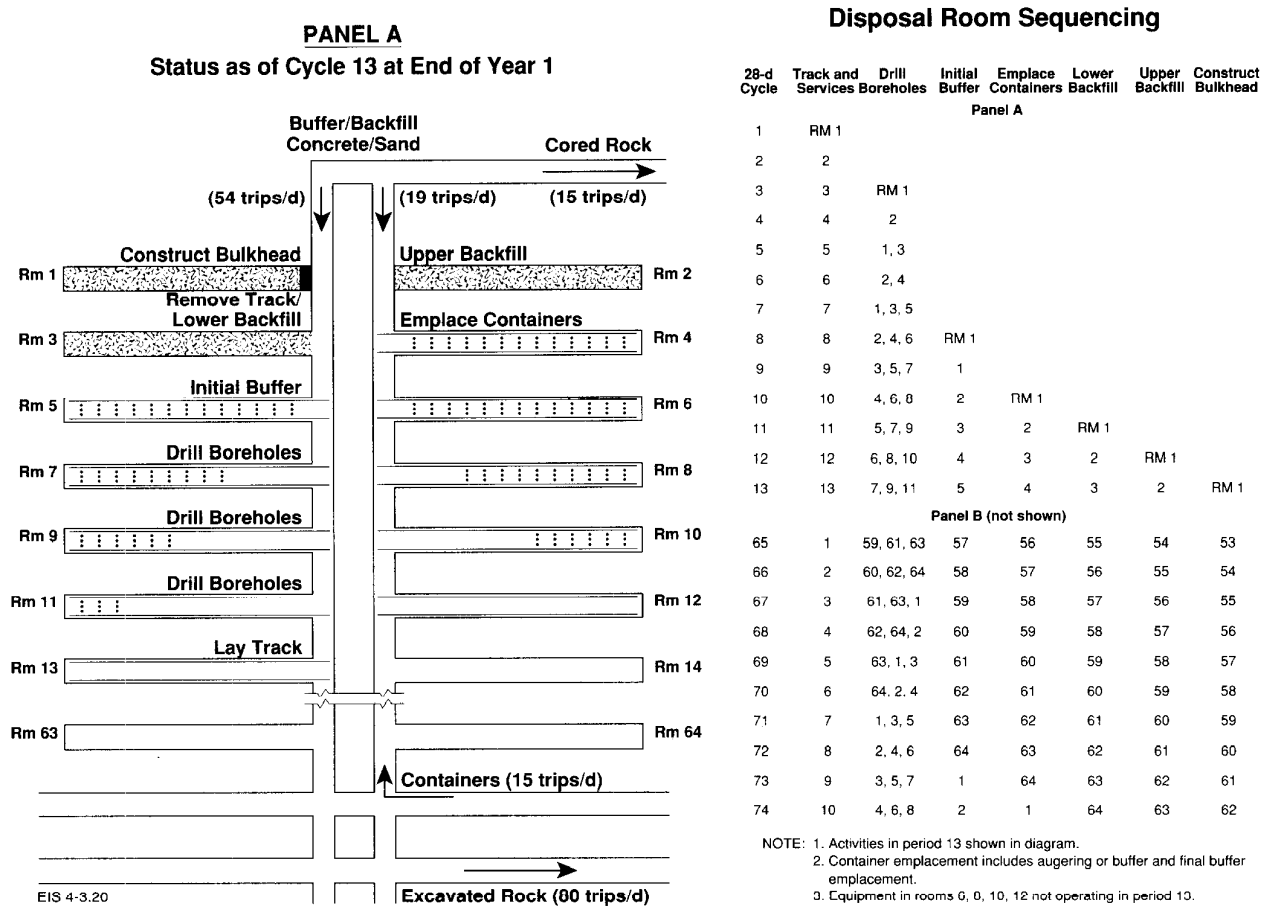 PANEL A
Status as of Cycle 13 at End of Year 1
Buffer/Backfill
Concrete/Sand
Cored Rock
(54 trips/d)
(19 trips/d)
(15 trips/d)
Construct Bulkhead
Upper Backfill
Rm 1
Rm 2
Remove Track/
Lower Backfill
Emplace Containers
Rm 3
Rm 4
Initial Buffer
Rm 5
Rm 6
Drill Boreholes
Rm 7
Rm 8
Drill Boreholes
Rm 9
Rm 10
Drill Boreholes
Rm 11
Rm 12
Lay Track
Rm 13
Rm 14
Rm 63
Rm 64
Containers (15 trips/d)
Excavated Rock (80 trips/d)
EIS 4-3.20
Disposal Room Sequencing
28-d Track and Drill Initial Emplace Lower Upper Construct
Cycle Services Boreholes Buffer Containers Backfill Backfill Bulkhead
Panel A
1 RM 1
2 2
3 3 RM 1
4 4 2
5 5 1, 3
6 6 2, 4
7 7 1, 3, 5
8 8 2, 4, 6 RM 1
9 9 3, 5, 7 1
10 10 4, 6, 8 2 RM 1
11 11 5, 7, 9 3 2 RM 1
12 12 6, 8, 10 4 3 2 RM 1
13 13 7, 9, 11 5 4 3 2 RM 1
Panel B (not shown)
65 1 59, 61, 63 57 56 55 54 53
66 2 60, 62, 64 58 57 56 55 54
67 3 61, 63, 1 59 58 57 56 55
68 4 62, 64, 2 60 59 58 57 56
69 5 63, 1, 3 61 60 59 58 57
70 6 64, 2, 4 62 61 60 59 58
71 7 1, 3, 5 63 62 61 60 59
72 8 2, 4, 6 64 63 62 61 60
73 9 3, 5, 7 1 64 63 62 61
74 10 4, 6, 8 2 1 64 63 62
NOTE: 1. Activities in period 13 shown in diagram.
2. Container emplacement includes augering or buffer and final buffer
emplacement.
3. Equipment in rooms 6, 8, 10, 12 not operating in period 13.